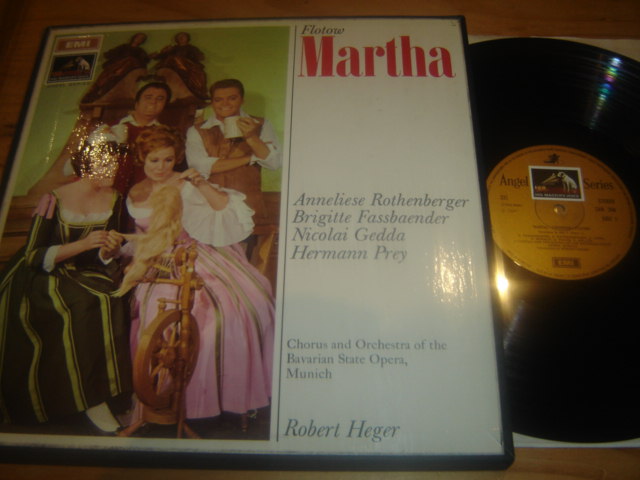 EMI
Flotow
Martha
Anneliese Rothenberger
Brigitte Fassbaender
Nicolai Gedda
Hermann Prey
Chorus and Orchestra of the
Bavarian State Opera,
Munich
Robert Heger
Angel Series
EMI